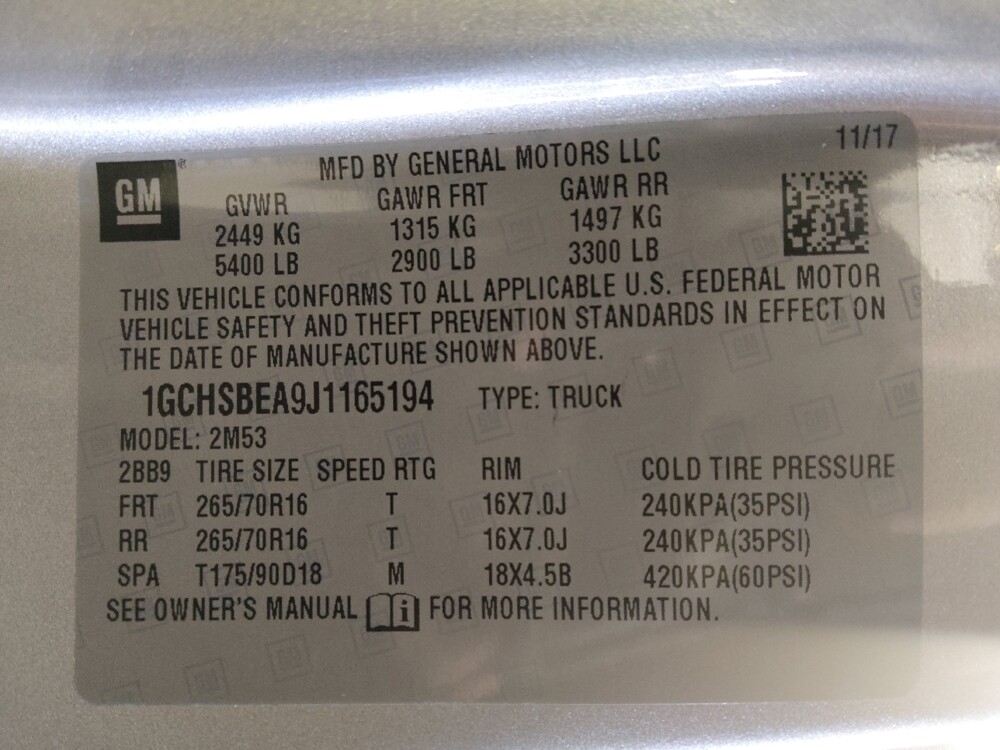 11/17
GM® MFD BY GENERAL MOTORS LLC
GVWR GAWR FRT GAWR RR
2449 KG 1315 KG 1497 KG
5400 LB 2900 LB 3300 LB
THIS VEHICLE CONFORMS TO ALL APPLICABLE U.S. FEDERAL MOTOR
VEHICLE SAFETY AND THEFT PREVENTION STANDARDS IN EFFECT ON
THE DATE OF MANUFACTURE SHOWN ABOVE.
1GCHSBEA9J1165194 TYPE: TRUCK
MODEL: 2M53
2BB9 TIRE SIZE SPEED RTG RIM COLD TIRE PRESSURE
FRT 265/70R16 T 16X7.0J 240KPA(35PSI)
RR 265/70R16 T 16X7.0J 240KPA(35PSI)
SPA T175/90D18 M 18X4.5B 420KPA(60PSI)
SEE OWNER'S MANUAL i FOR MORE INFORMATION.